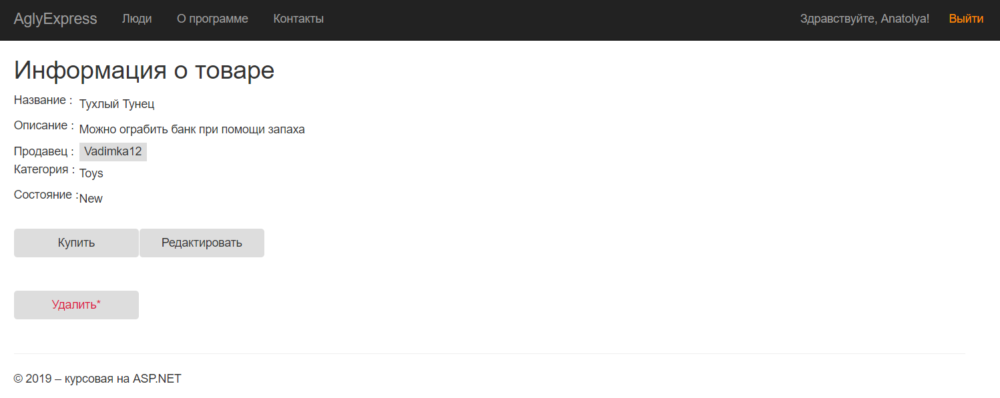 AglyExpress Люди О программе Контакты Здравствуйте, Anatolya! Выйти
Информация о товаре
Название : Тухлый Тунец
Описание : Можно ограбить банк при помощи запаха
Продавец : Vadimka12
Категория : Toys
Состояние : New
Купить Редактировать
Удалить*
© 2019 – курсовая на ASP.NET